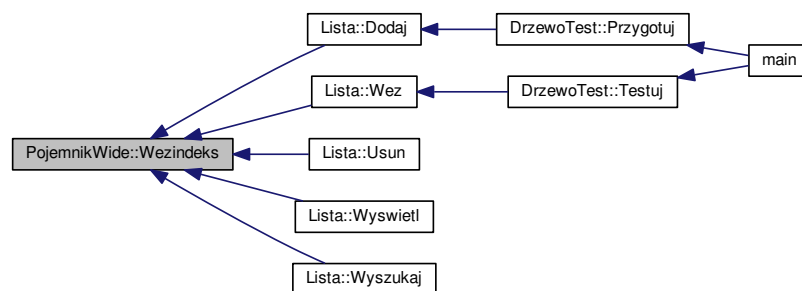 Lista::Dodaj
DrzewoTest::Przygotuj
main
Lista::Wez
DrzewoTest::Testuj
PojemnikWide::Wezindeks
Lista::Usun
Lista::Wyswietl
Lista::Wyszukaj